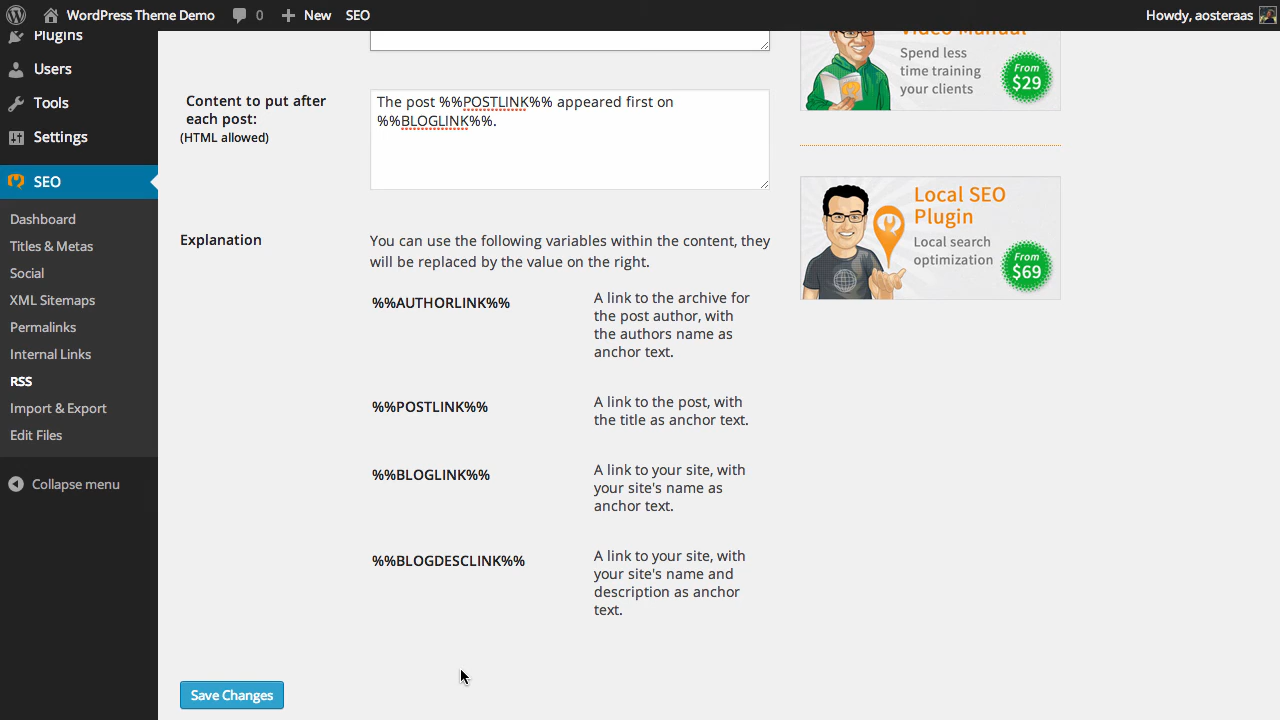 WordPress Theme Demo 0 New SEO Howdy, aosteraas
Plugins
Users
Tools
Settings
SEO
Dashboard
Titles & Metas
Social
XML Sitemaps
Permalinks
Internal Links
RSS
Import & Export
Edit Files
Collapse menu
Content to put after
each post:
(HTML allowed)
The post %%POSTLINK%% appeared first on
%%BLOGLINK%%.
Explanation
You can use the following variables within the content, they
will be replaced by the value on the right.
%%AUTHORLINK%%
A link to the archive for
the post author, with
the authors name as
anchor text.
%%POSTLINK%%
A link to the post, with
the title as anchor text.
%%BLOGLINK%%
A link to your site, with
your site's name as
anchor text.
%%BLOGDESCLINK%%
A link to your site, with
your site's name and
description as anchor
text.
Save Changes
Video Manual
Spend less
time training
your clients
From
$29
Local SEO
Plugin
Local search
optimization
From
$69